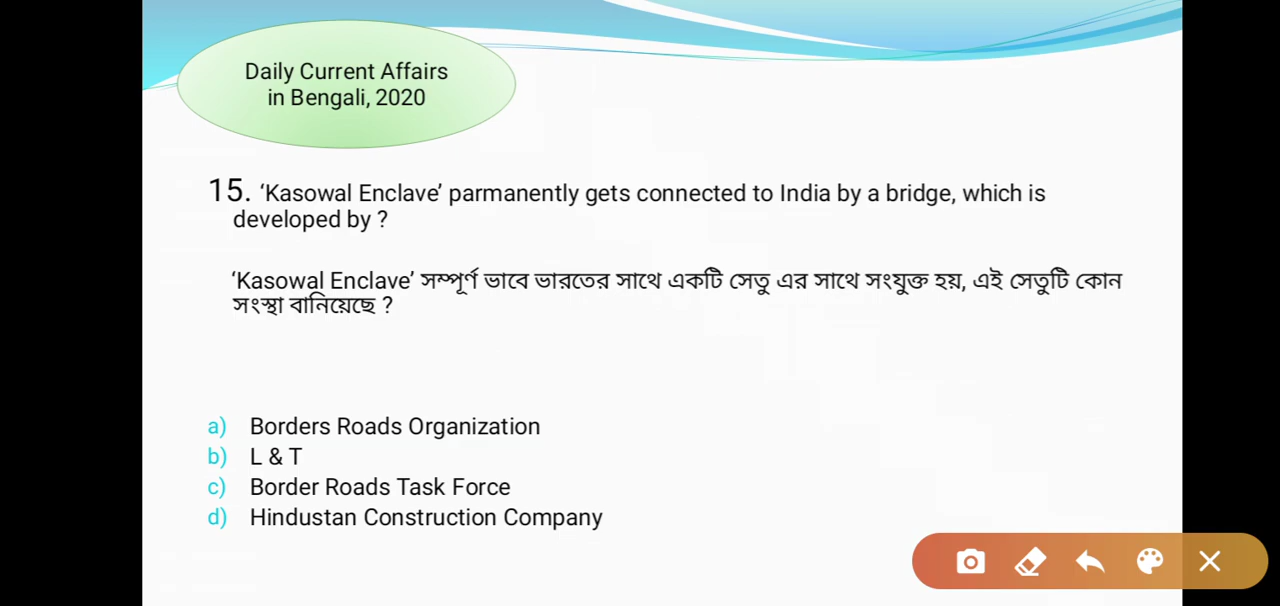 Daily Current Affairs
in Bengali, 2020
15. ‘Kasowal Enclave’ parmanently gets connected to India by a bridge, which is
developed by ?
‘Kasowal Enclave’ সম্পূর্ণ ভাবে ভারতের সাথে একটি সেতু এর সাথে সংযুক্ত হয়, এই সেতুটি কোন
সংস্থা বানিয়েছে ?
a) Borders Roads Organization
b) L & T
c) Border Roads Task Force
d) Hindustan Construction Company